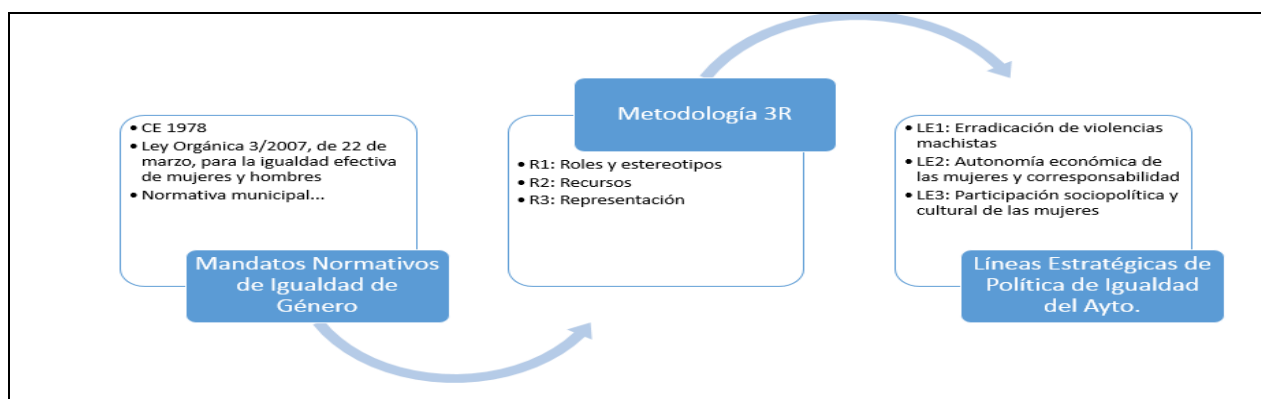 • CE 1978
• Ley Orgánica 3/2007, de 22 de
marzo, para la igualdad efectiva
de mujeres y hombres
• Normativa municipal...
Mandatos Normativos
de Igualdad de
Género
Metodología 3R
• R1: Roles y estereotipos
• R2: Recursos
• R3: Representación
• LE1: Erradicación de violencias
machistas
• LE2: Autonomía económica de
las mujeres y corresponsabilidad
• LE3: Participación sociopolítica y
cultural de las mujeres
Líneas Estratégicas de
Política de Igualdad
del Ayto.